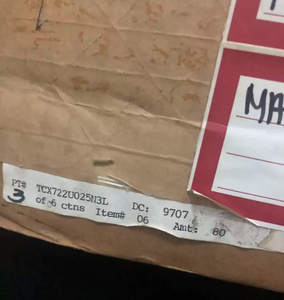 MA
PT# TCX722U025N3L DC: 9707
3 of 6 ctns Item# 06 Amt: 80